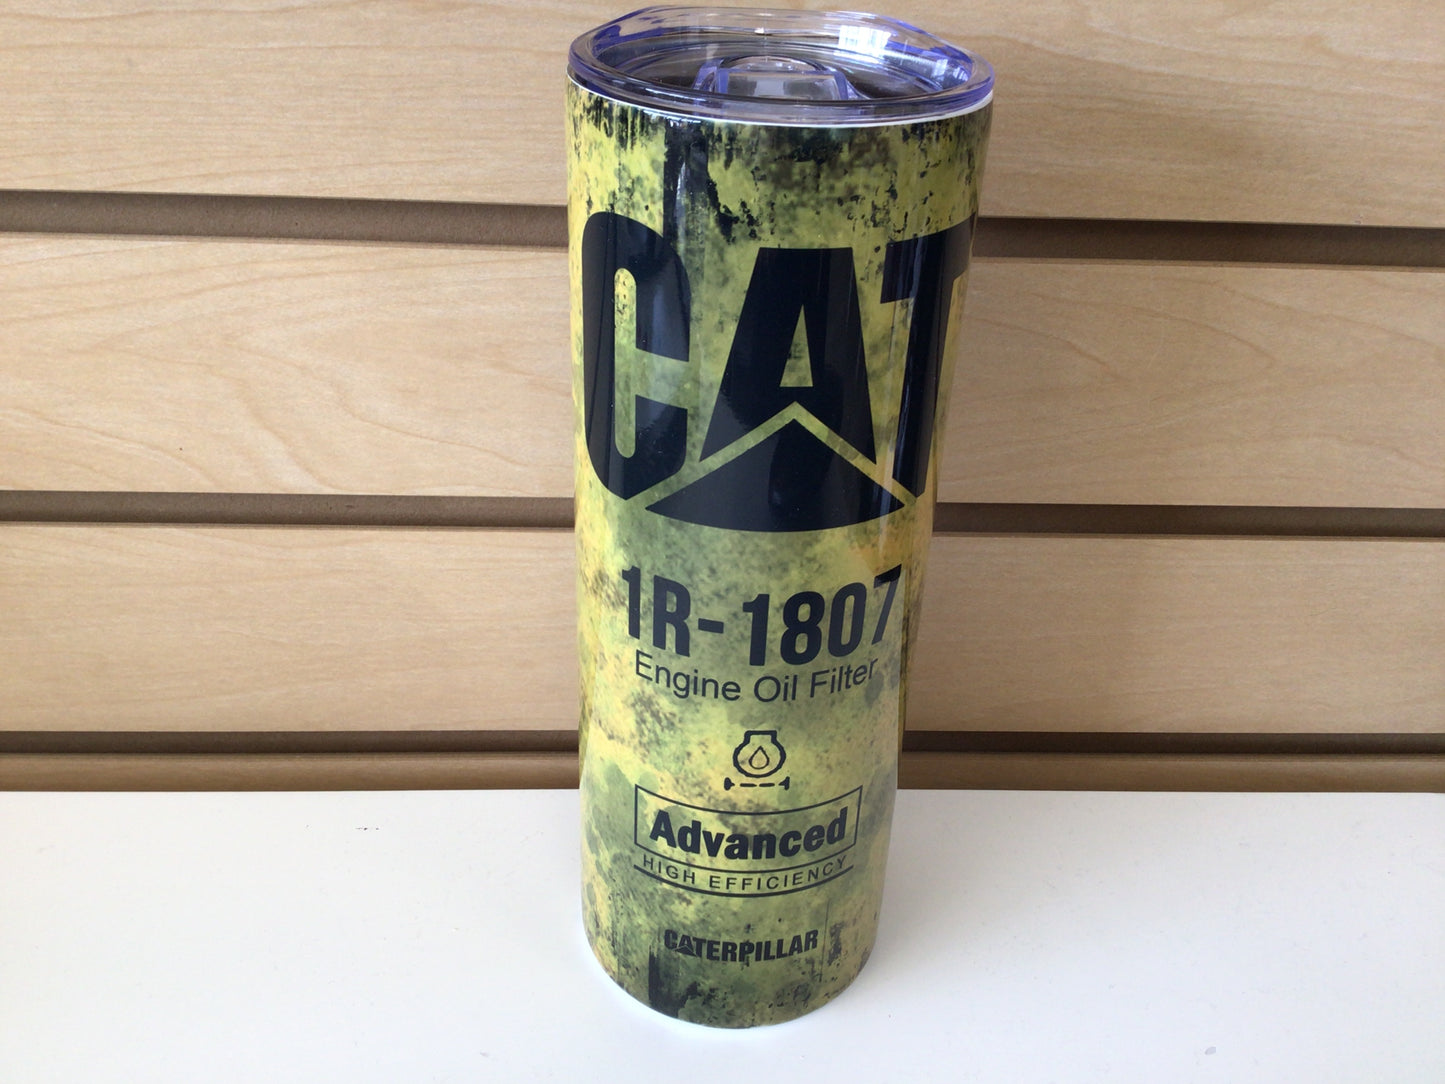 CAT
1R-1807
Engine Oil Filter
Advanced
HIGH EFFICIENCY
CATERPILLAR